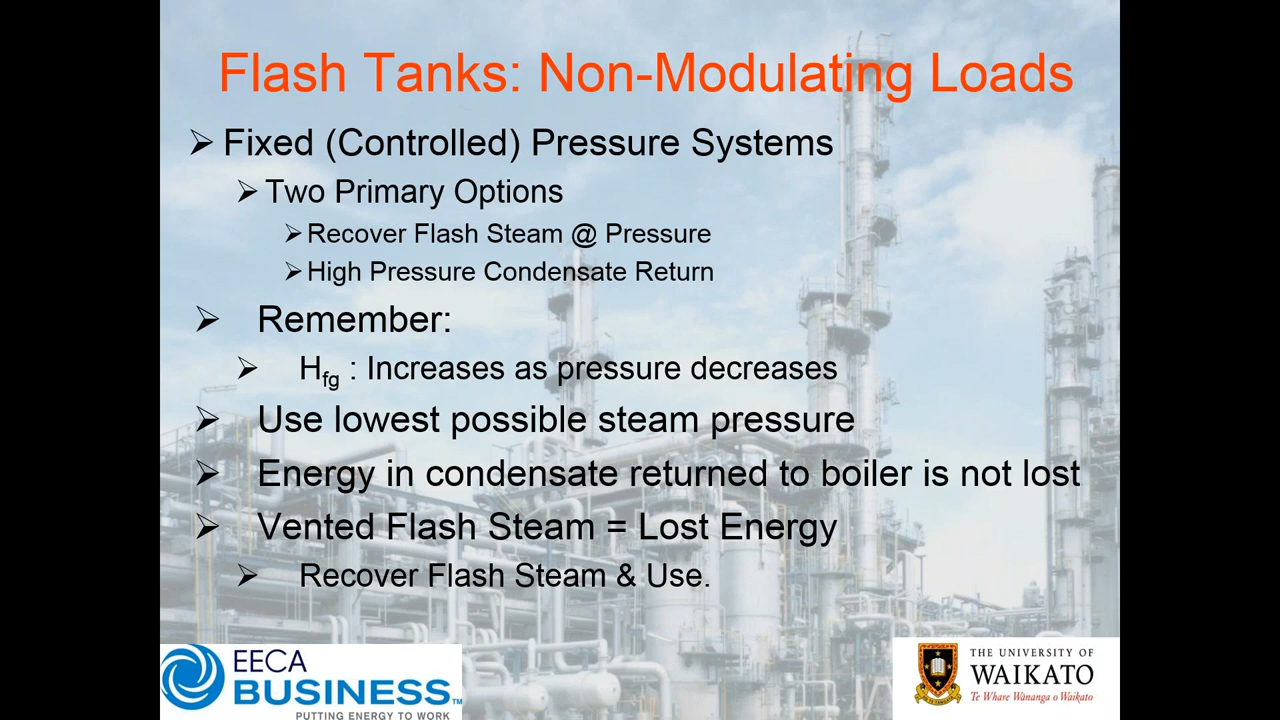 Flash Tanks: Non-Modulating Loads
Fixed (Controlled) Pressure Systems
Two Primary Options
Recover Flash Steam @ Pressure
High Pressure Condensate Return
Remember:
Hfg : Increases as pressure decreases
Use lowest possible steam pressure
Energy in condensate returned to boiler is not lost
Vented Flash Steam = Lost Energy
Recover Flash Steam & Use.
EECA
BUSINESS™
PUTTING ENERGY TO WORK
THE UNIVERSITY OF
WAIKATO
Te Whare Wānanga o Waikato